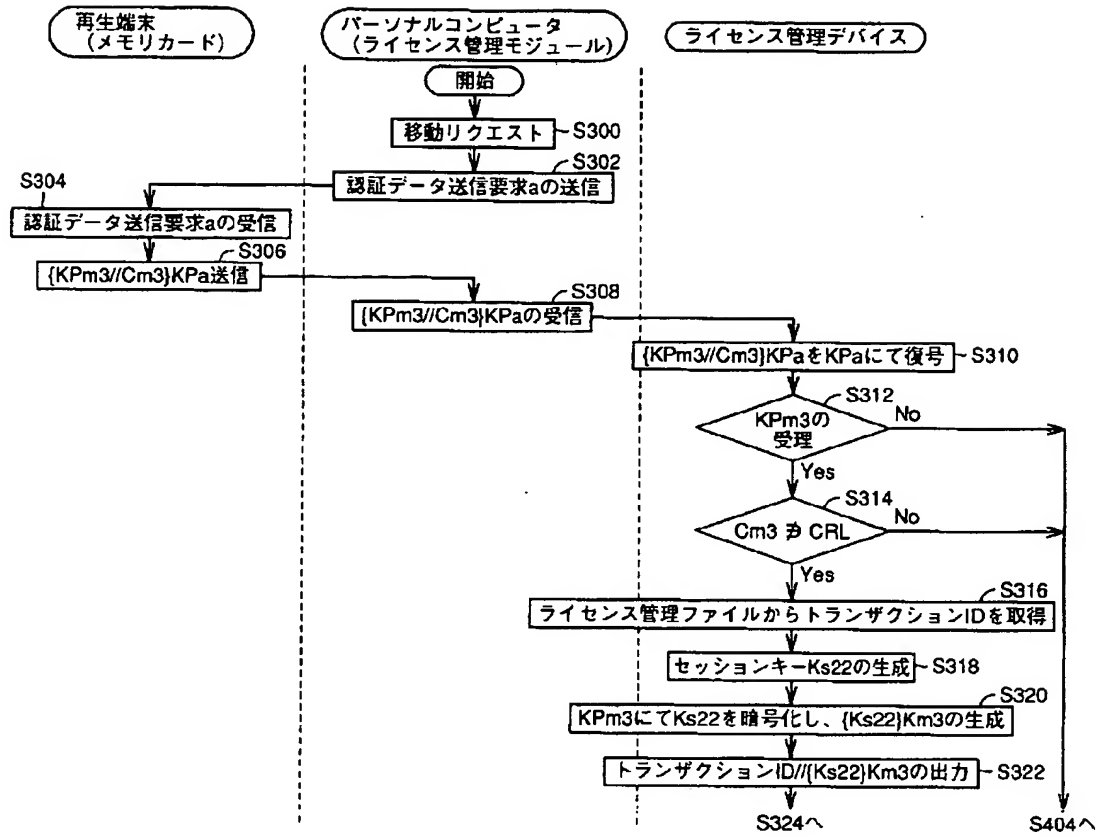 再生端末
（メモリカード）
パーソナルコンピュータ
（ライセンス管理モジュール）
ライセンス管理デバイス
開始
移動リクエスト
S300
S302
認証データ送信要求aの送信
S304
認証データ送信要求aの受信
S306
{KPm3//Cm3}KPa送信
S308
{KPm3//Cm3}KPaの受信
{KPm3//Cm3}KPaをKPaにて復号
S310
S312
KPm3の
受理
No
Yes
S314
Cm3 ∌ CRL
No
Yes
S316
ライセンス管理ファイルからトランザクションIDを取得
セッションキーKs22の生成
S318
S320
KPm3にてKs22を暗号化し、{Ks22}Km3の生成
トランザクションID//{Ks22}Km3の出力
S322
S324へ
S404へ